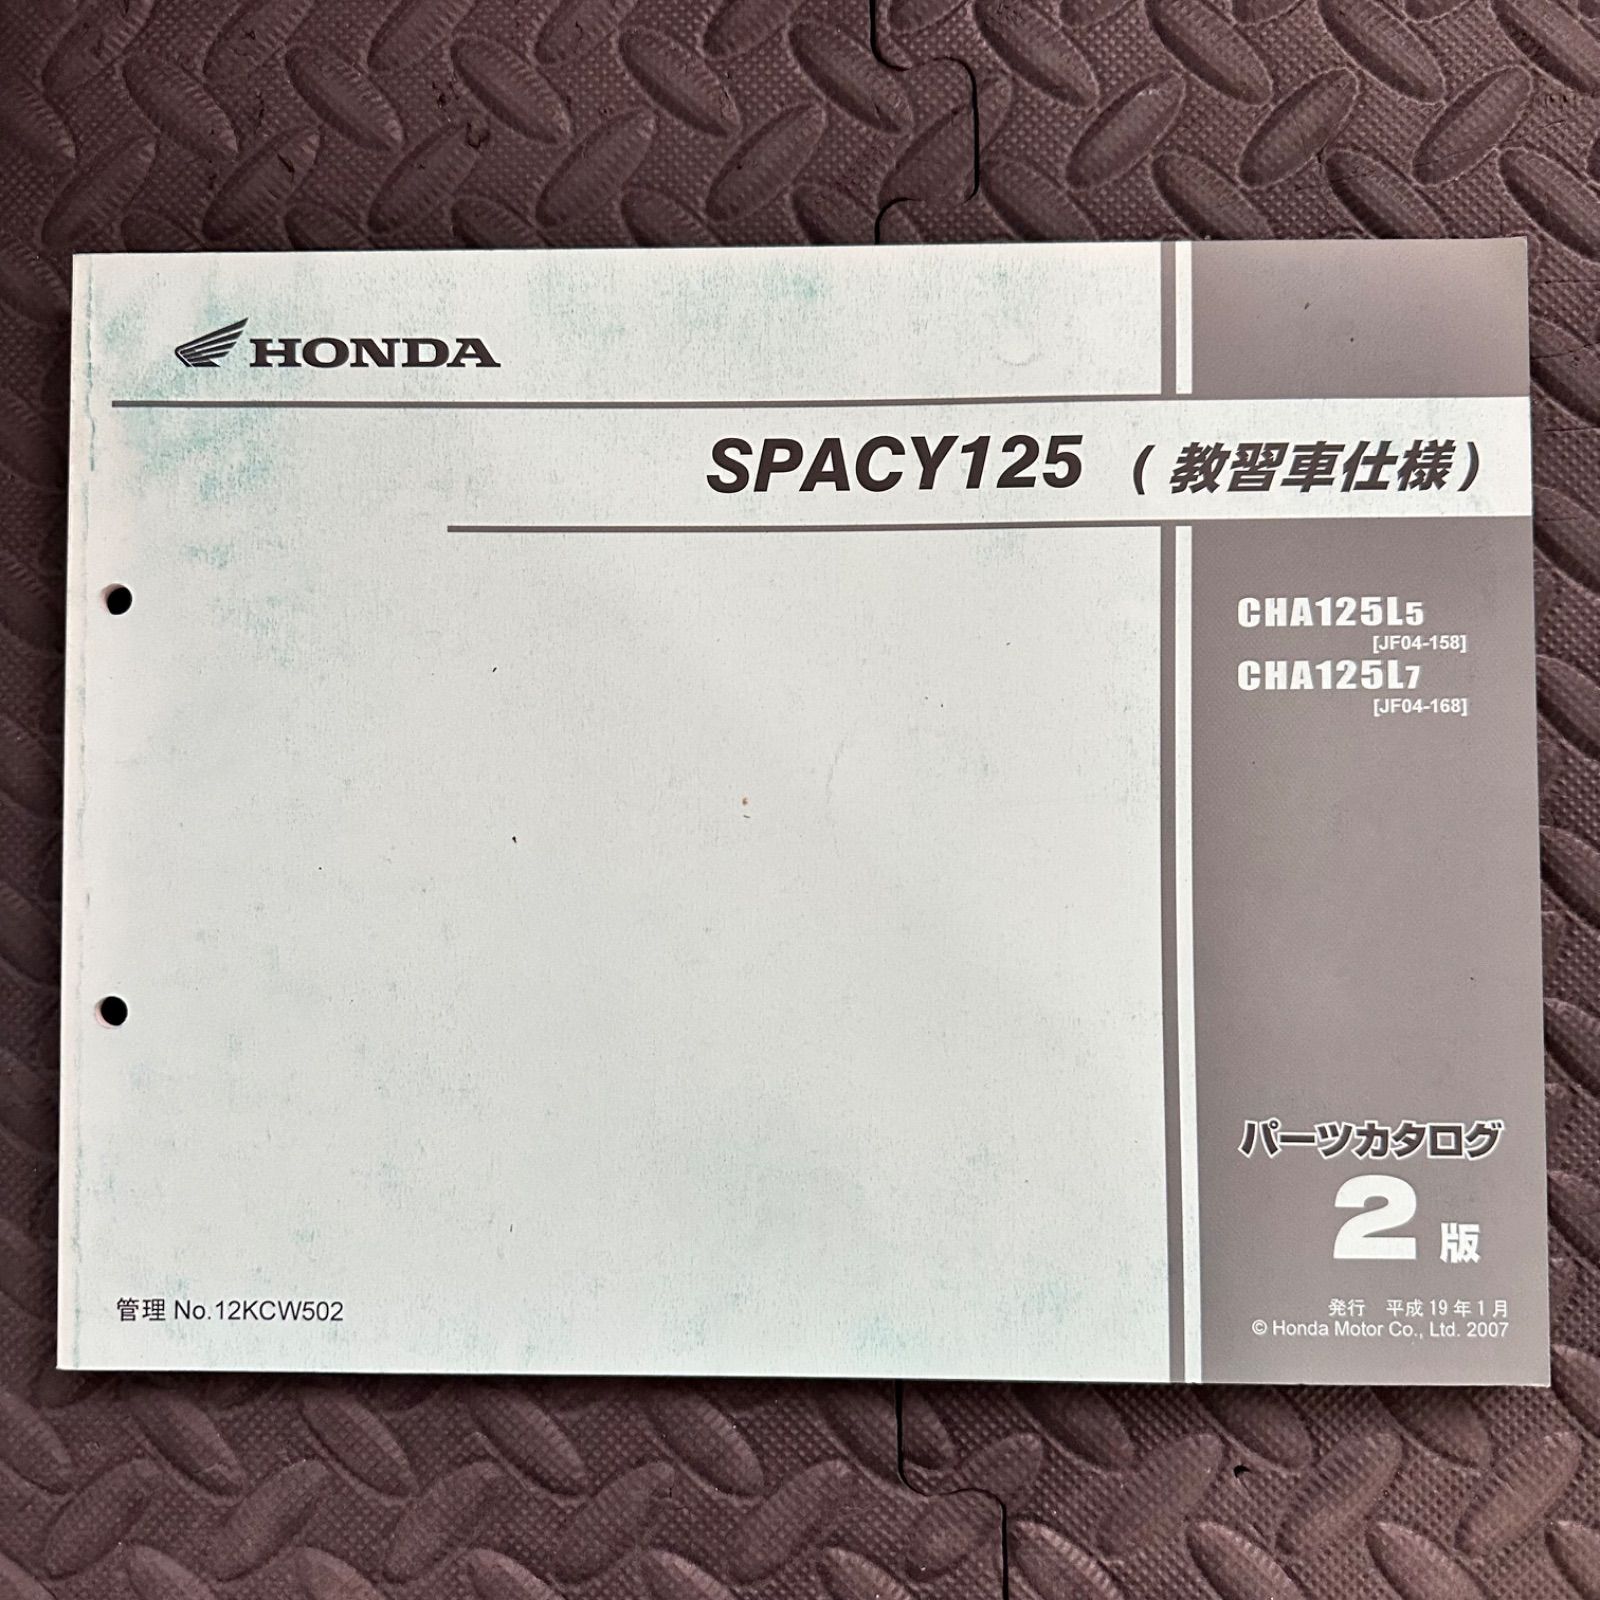 HONDA
SPACY125 (教習車仕様)
CHA125L5
[JF04-158]
CHA125L7
[JF04-168]
パーツカタログ
2版
管理 No.12KCW502
発行 平成19年1月
© Honda Motor Co., Ltd. 2007